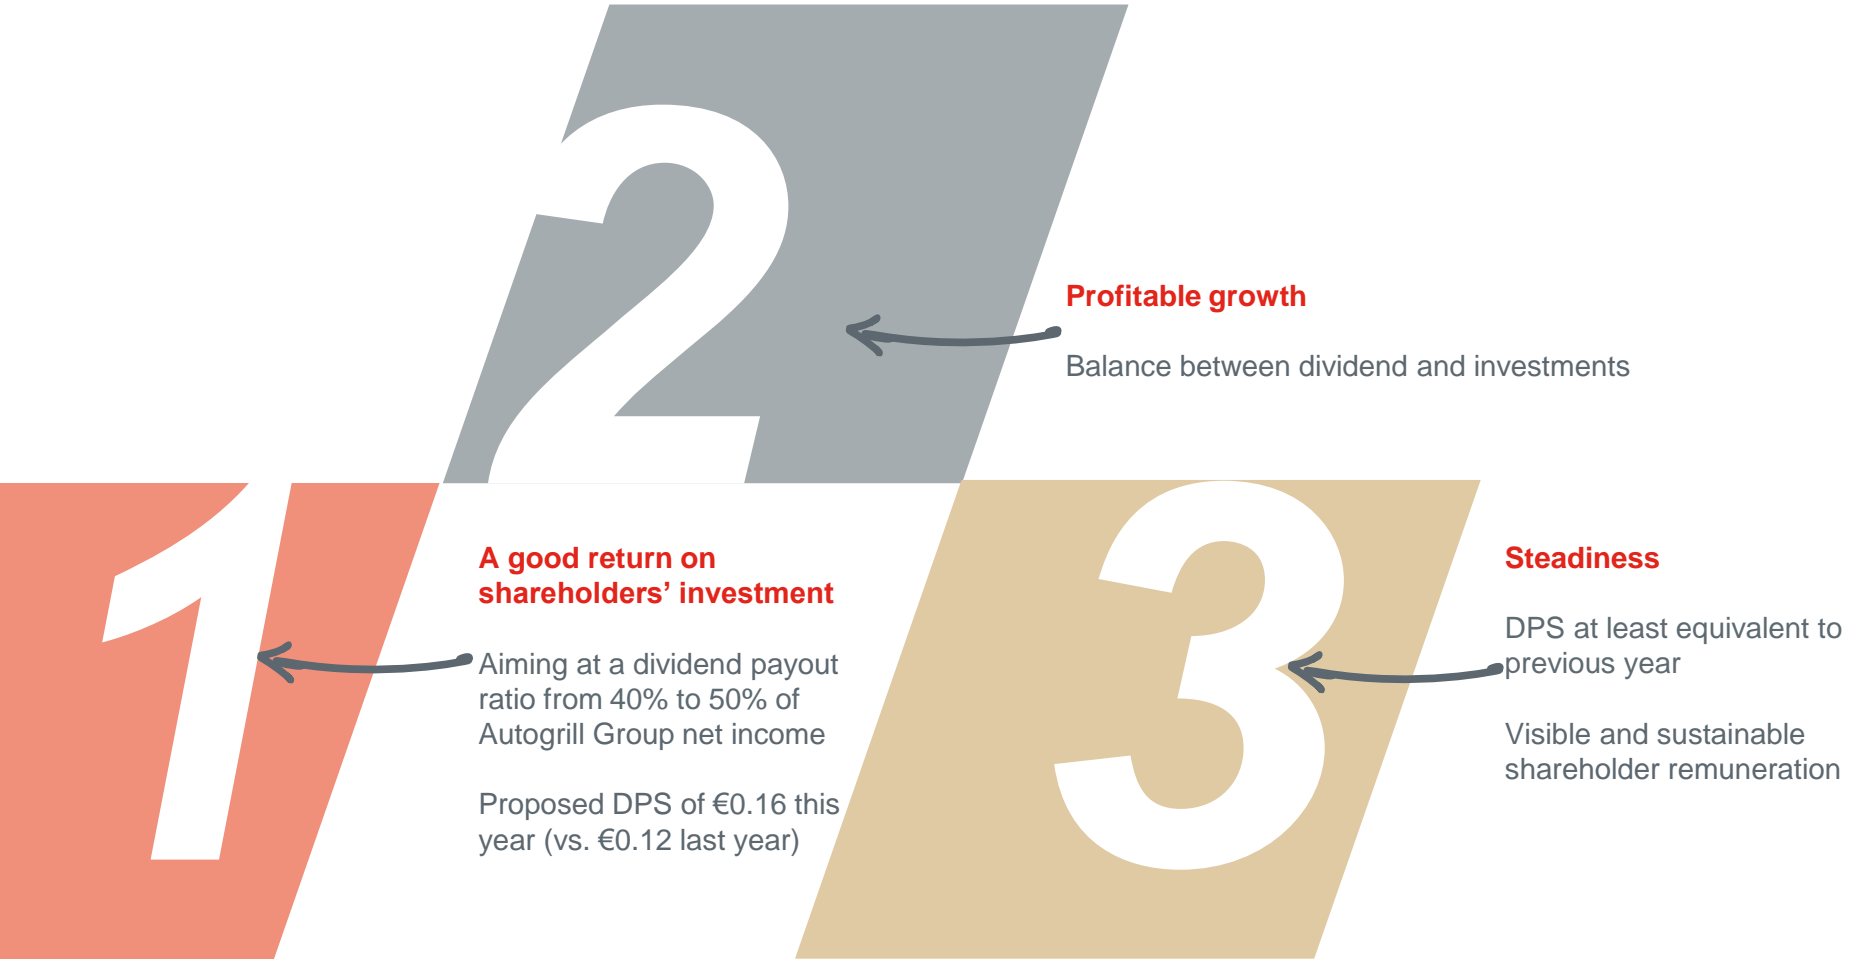 1
A good return on
shareholders’ investment
Aiming at a dividend payout
ratio from 40% to 50% of
Autogrill Group net income
Proposed DPS of €0.16 this
year (vs. €0.12 last year)
2
Profitable growth
Balance between dividend and investments
3
Steadiness
DPS at least equivalent to
previous year
Visible and sustainable
shareholder remuneration